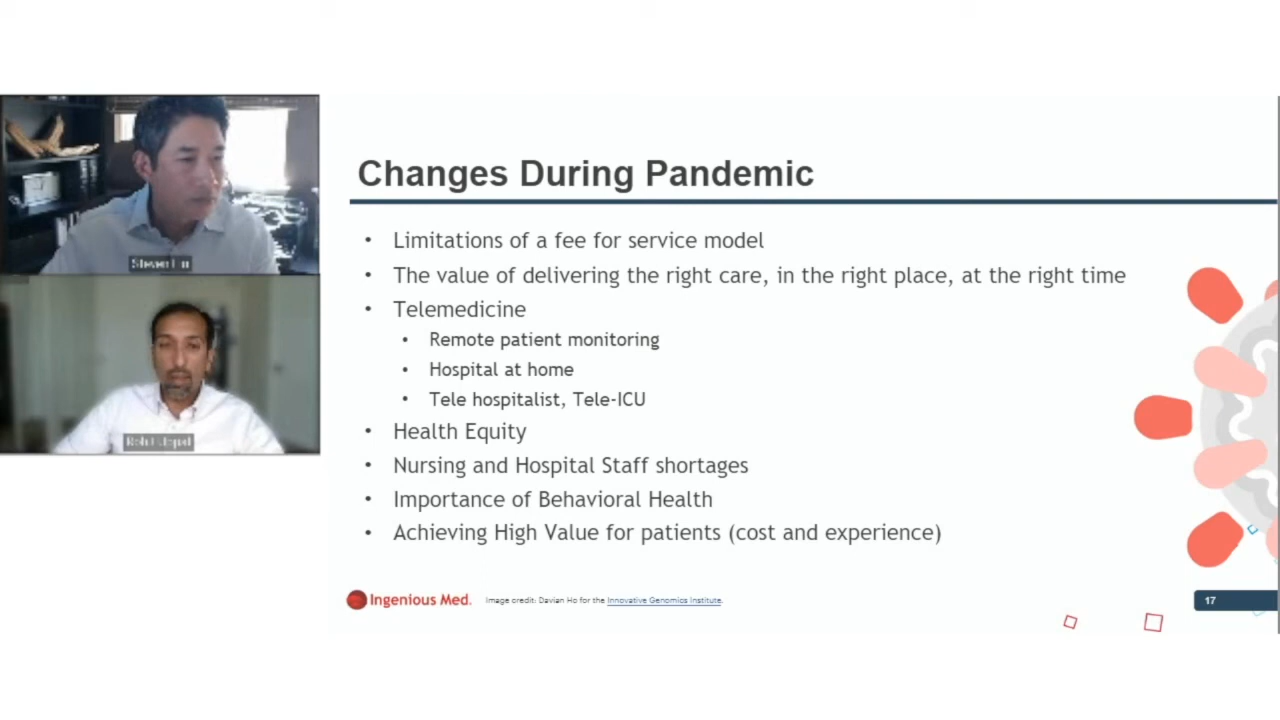 Changes During Pandemic
• Limitations of a fee for service model
• The value of delivering the right care, in the right place, at the right time
• Telemedicine
• Remote patient monitoring
• Hospital at home
• Tele hospitalist, Tele-ICU
• Health Equity
• Nursing and Hospital Staff shortages
• Importance of Behavioral Health
• Achieving High Value for patients (cost and experience)
Ingenious Med.
Image credit: Davian Ho for the Innovative Genomics Institute.
17
Steven